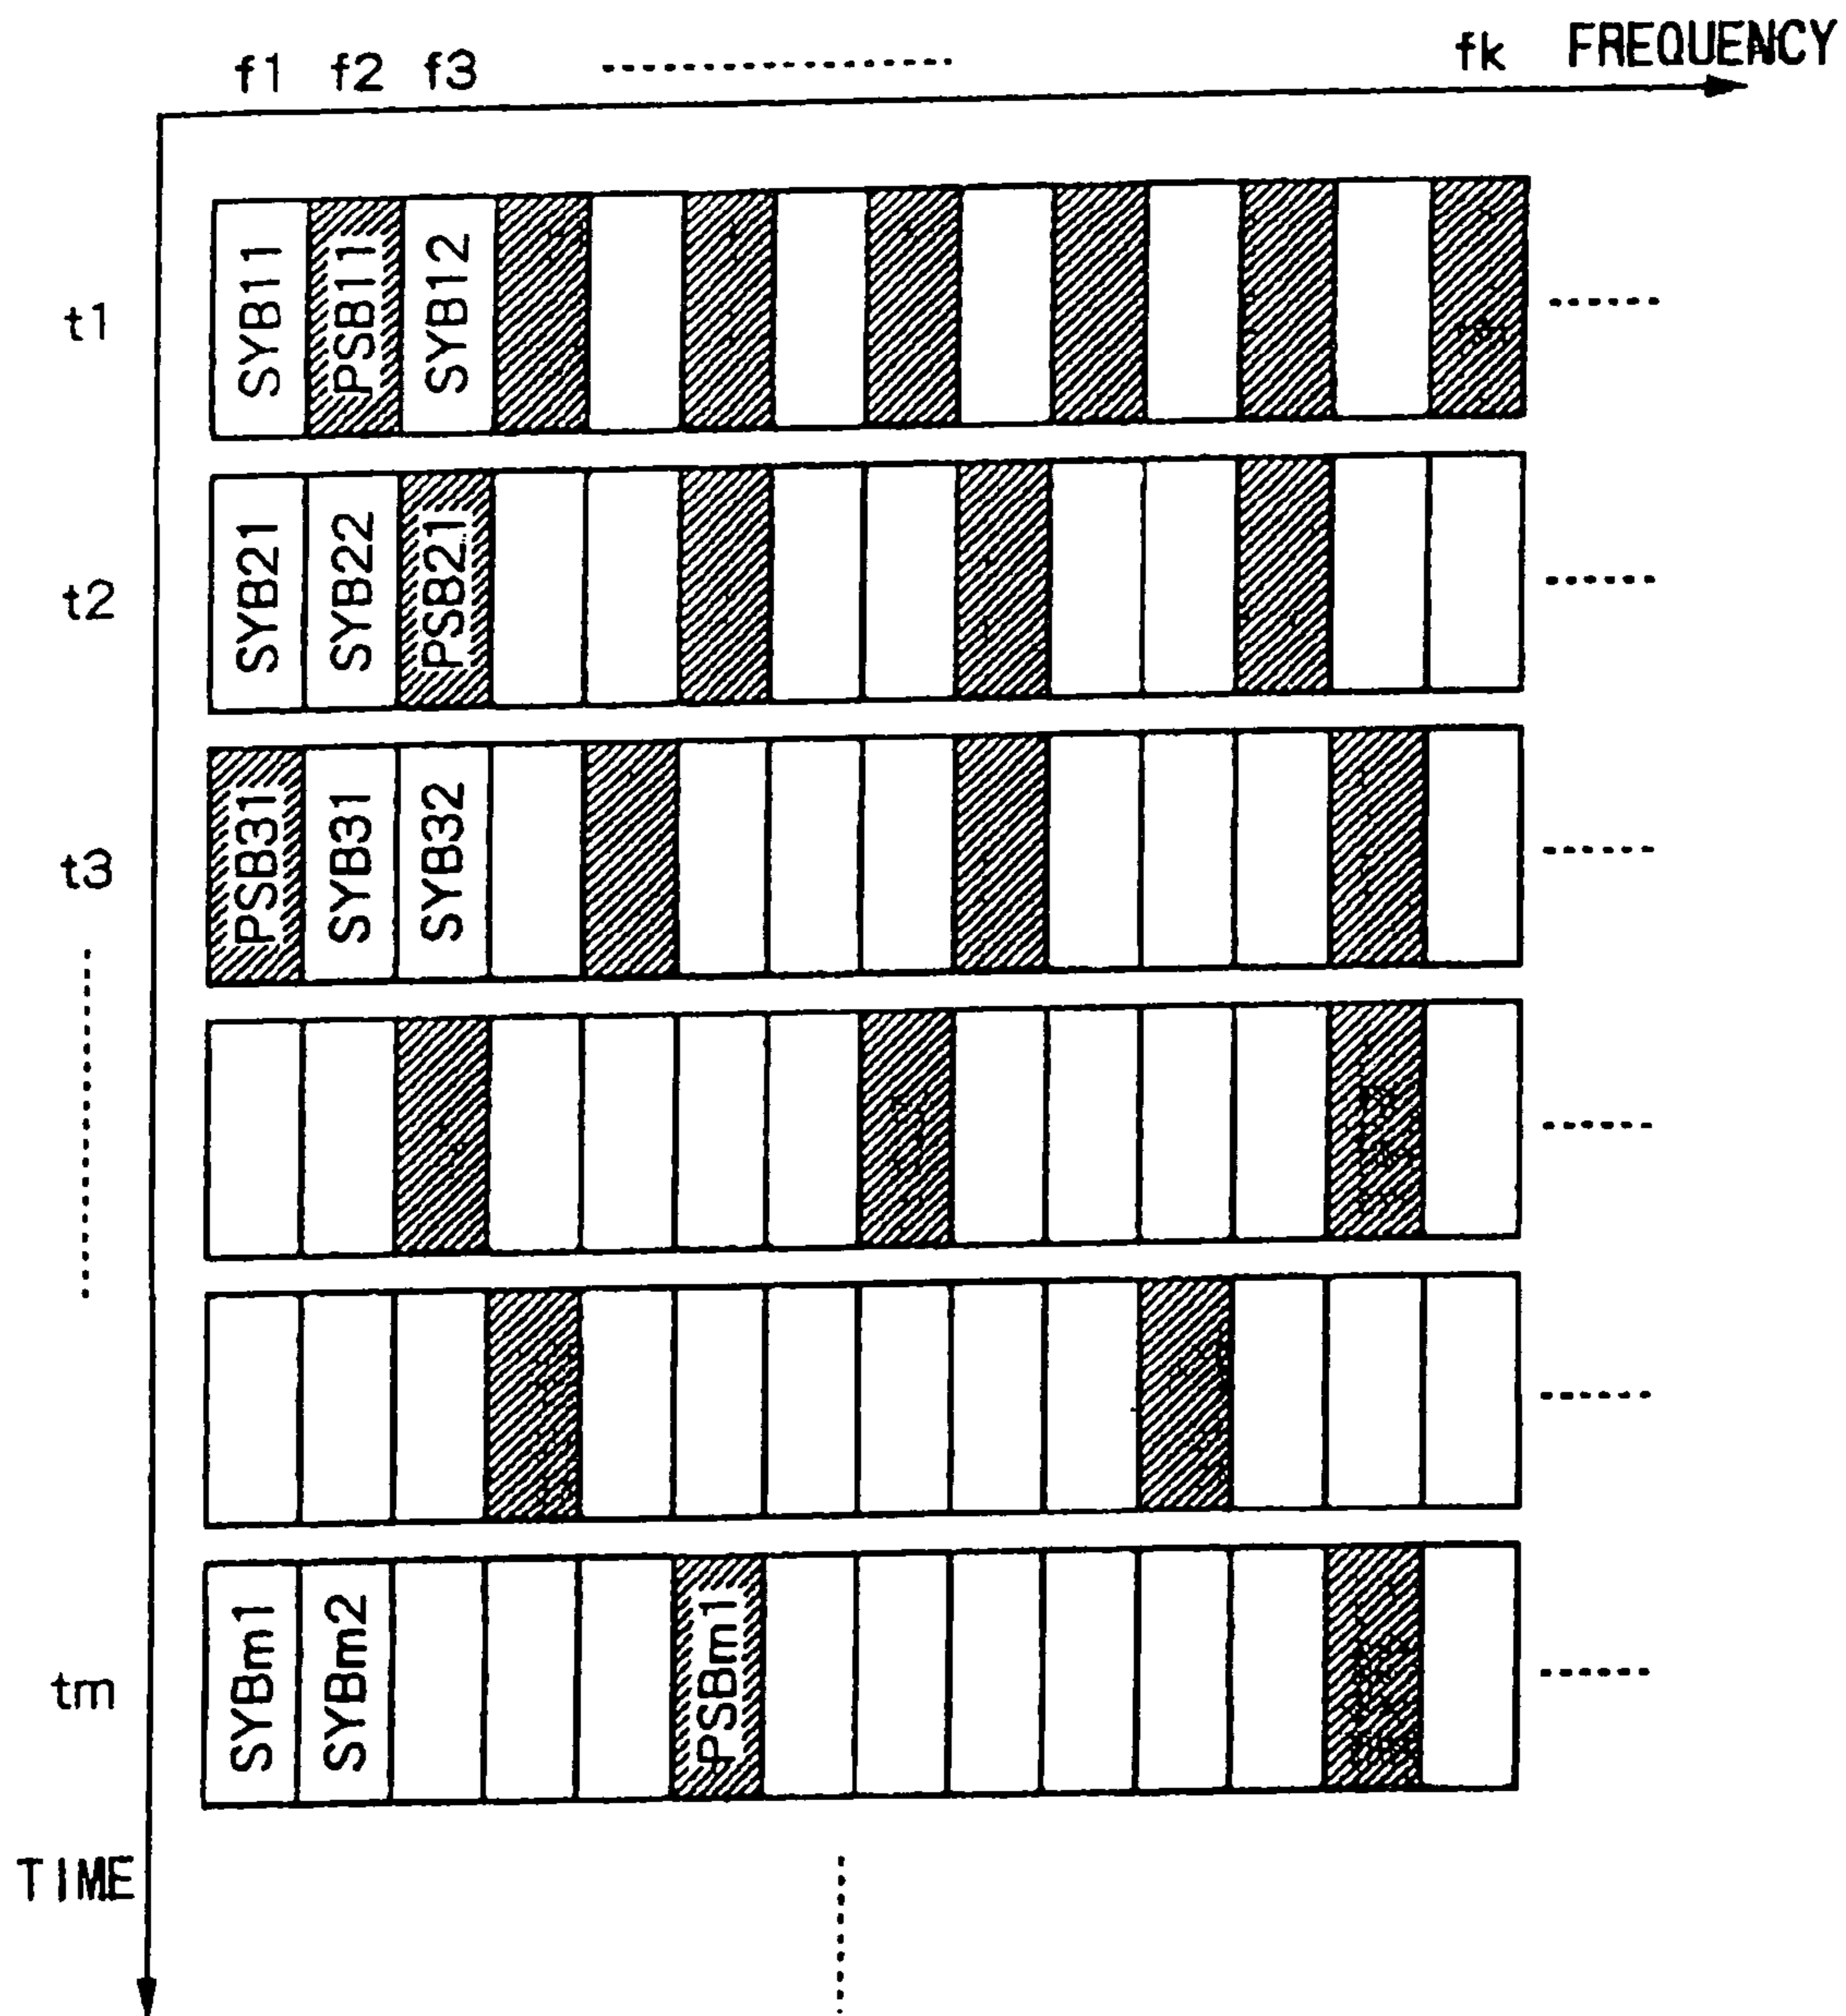 f1 f2 f3 fk FREQUENCY
t1 SYB11 PSB11 SYB12
t2 SYB21 SYB22 PSB21
t3 PSB31 SYB31 SYB32
tm SYBm1 SYBm2 PSBm1
TIME